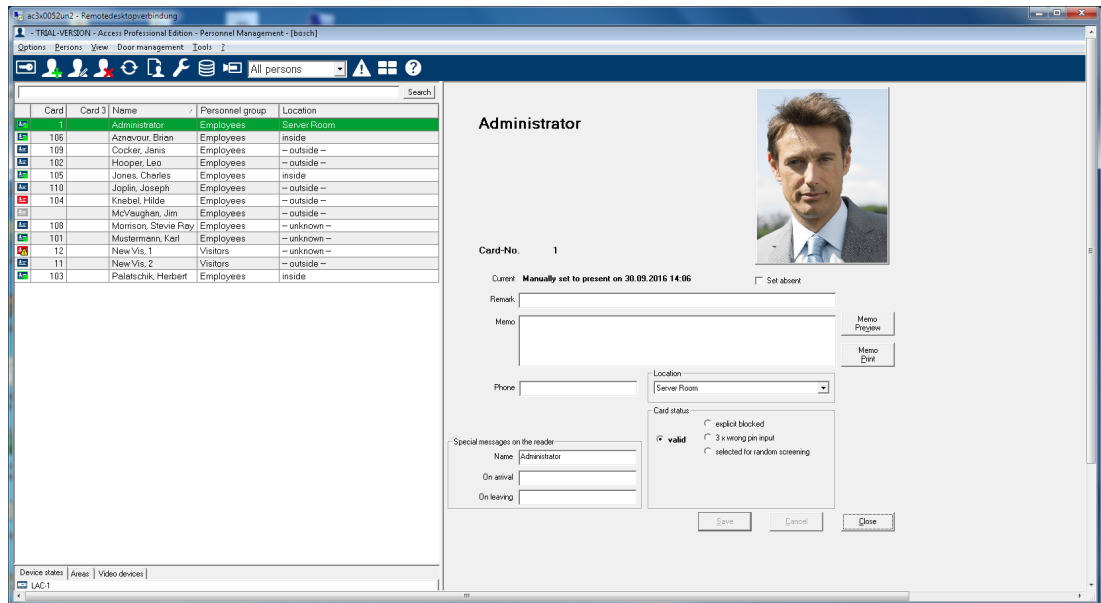 ac3x0052un2 - Remotedesktopverbindung
- TRIAL-VERSION - Access Professional Edition - Personnel Management - [bosch]
Options Persons View Door management Tools ?
All persons
Search
Card Card 3 Name Personnel group Location
1 Administrator Employees Server Room
106 Aznavour, Brian Employees inside
109 Cocker, Janis Employees – outside –
102 Hooper, Leo Employees – outside –
105 Jones, Charles Employees inside
110 Joplin, Joseph Employees – outside –
104 Knebel, Hilde Employees – outside –
McVaughan, Jim Employees – outside –
108 Morrison, Stevie Ray Employees – unknown –
101 Mustermann, Karl Employees – unknown –
12 New Vis, 1 Visitors – unknown –
11 New Vis, 2 Visitors – outside –
103 Palatschik, Herbert Employees inside
Device states Areas Video devices
LAC-1
Administrator
Card-No. 1
Current Manually set to present on 30.09.2016 14:06
Set absent
Remark
Memo
Memo Preview
Memo Print
Phone
Location
Server Room
Card status
valid
explicit blocked
3 x wrong pin input
selected for random screening
Special messages on the reader
Name Administrator
On arrival
On leaving
Save Cancel Close